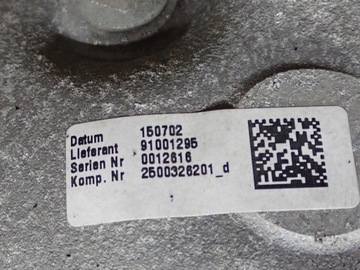 Datum 150702
Lieferant 91001295
Serien Nr 0012616
Komp. Nr 2500326201_d